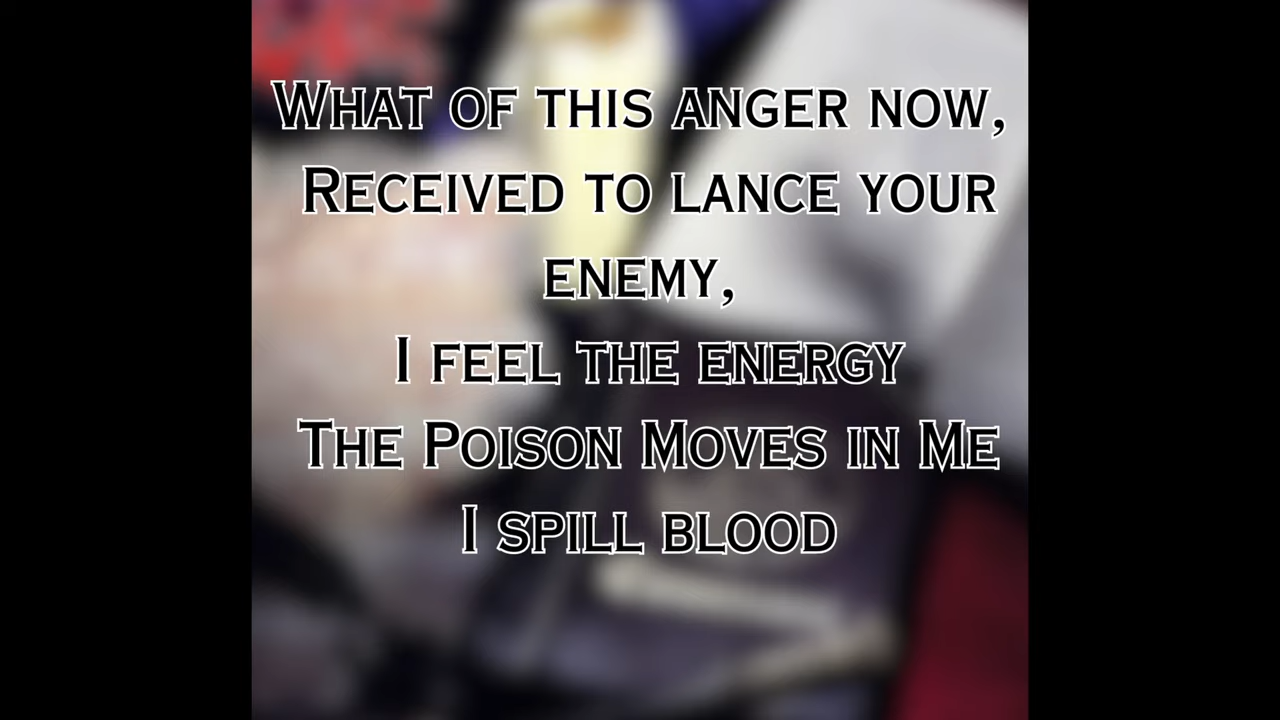 What of this anger now,
Received to lance your
enemy,
I feel the energy
The Poison Moves in Me
I spill blood